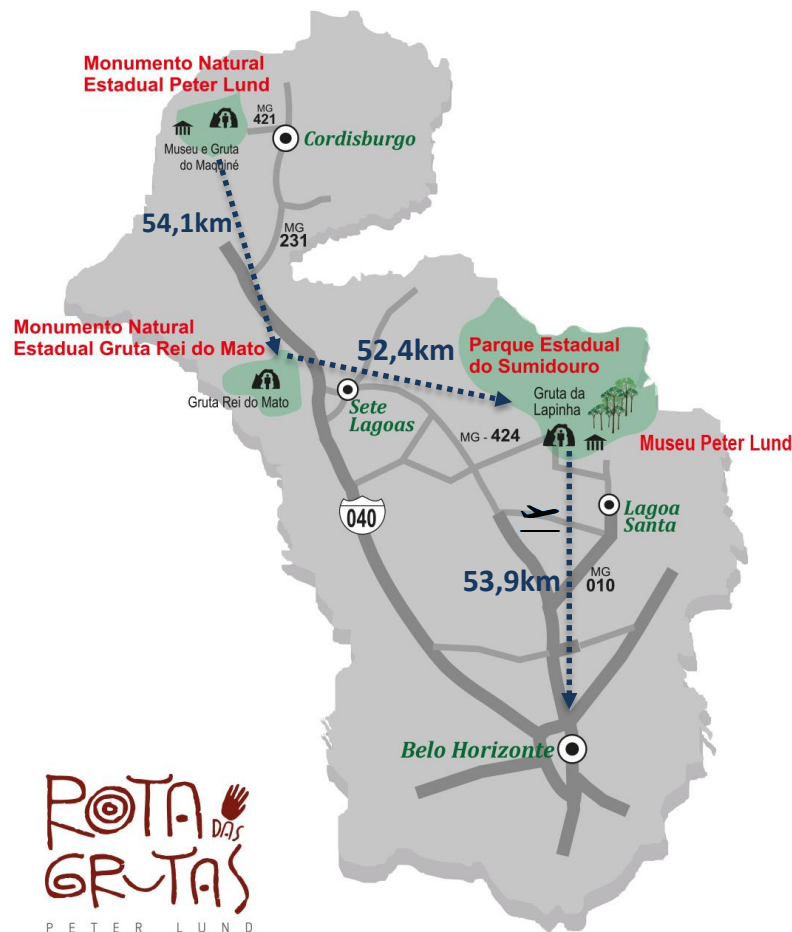 Monumento Natural
Estadual Peter Lund
MG
421
Cordisburgo
Museu e Gruta
do Maquiné
54,1km
MG
231
Monumento Natural
Estadual Gruta Rei do Mato
52,4km
Parque Estadual
do Sumidouro
Gruta Rei do Mato
Sete
Lagoas
Gruta da
Lapinha
MG - 424
Museu Peter Lund
040
Lagoa
Santa
53,9km
MG
010
Belo Horizonte
ROTA
DAS
GRUTAS
PETER LUND